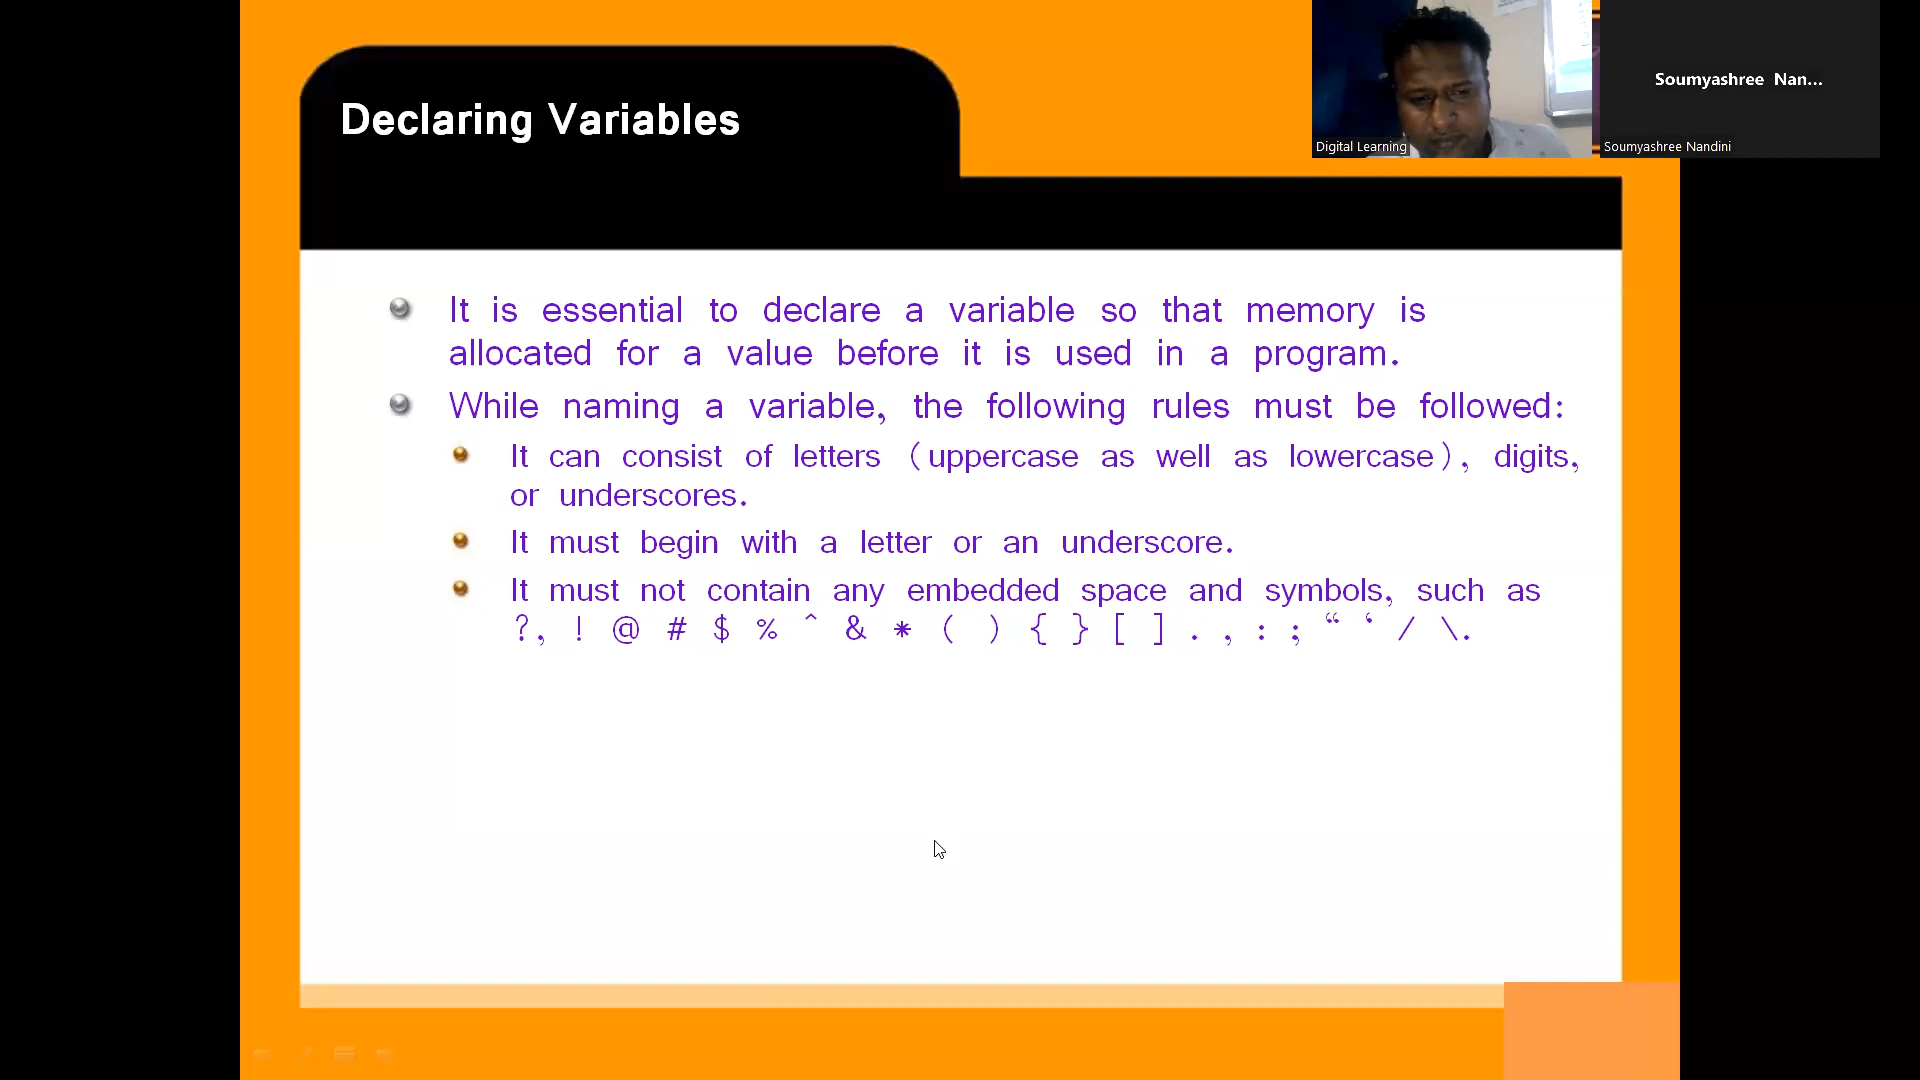 Declaring Variables
Soumyashree Nan...
Digital Learning
Soumyashree Nandini
It is essential to declare a variable so that memory is
allocated for a value before it is used in a program.
While naming a variable, the following rules must be followed:
It can consist of letters (uppercase as well as lowercase), digits,
or underscores.
It must begin with a letter or an underscore.
It must not contain any embedded space and symbols, such as
?, ! @ # $ % ^ & * ( ) { } [ ] . , : ; “ ‘ / \.